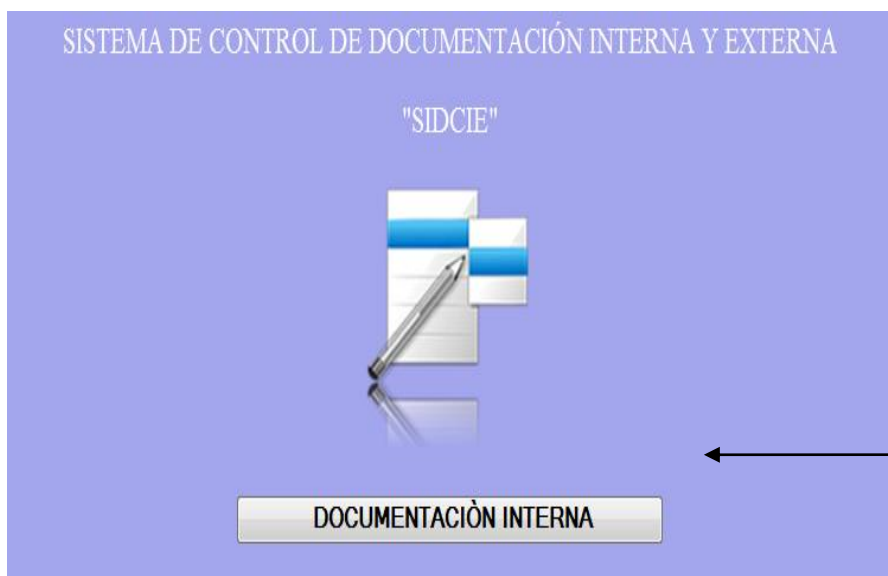 SISTEMA DE CONTROL DE DOCUMENTACIÓN INTERNA Y EXTERNA
"SIDCIE"
DOCUMENTACIÒN INTERNA